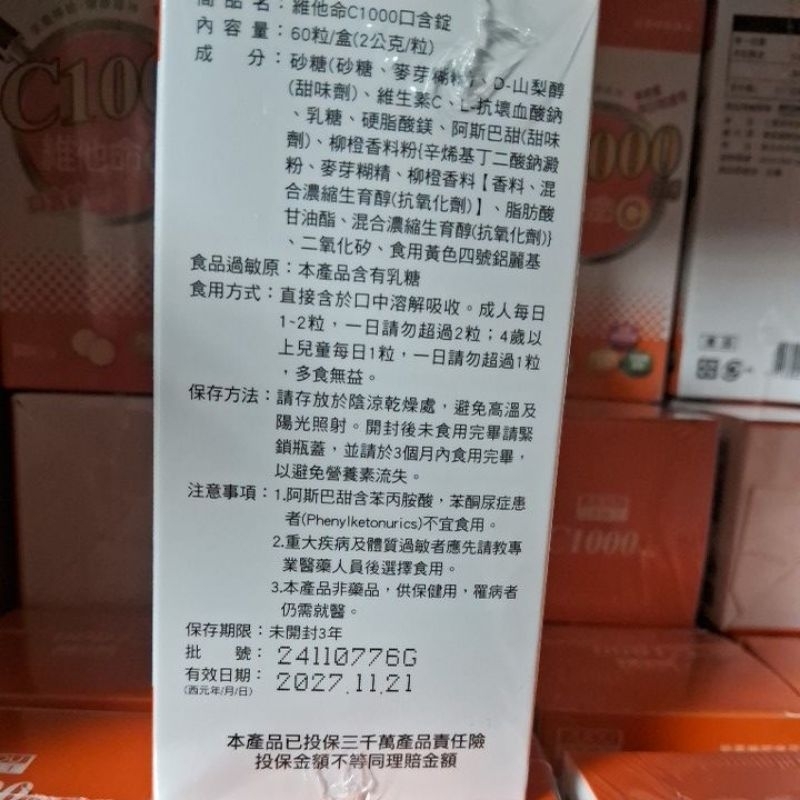 商品名：維他命C1000口含錠
內容量：60粒/盒(2公克/粒)
成分：砂糖(砂糖、麥芽糊精)、D-山梨醇
(甜味劑)、維生素C、L-抗壞血酸鈉
、乳糖、硬脂酸鎂、阿斯巴甜(甜味
劑)、柳橙香料粉{辛烯基丁二酸鈉澱
粉、麥芽糊精、柳橙香料【香料、混
合濃縮生育醇(抗氧化劑)】、脂肪酸
甘油酯、混合濃縮生育醇(抗氧化劑)}
、二氧化矽、食用黃色四號鋁麗基
食品過敏原：本產品含有乳糖
食用方式：直接含於口中溶解吸收。成人每日
1~2粒，一日請勿超過2粒；4歲以
上兒童每日1粒，一日請勿超過1粒
，多食無益。
保存方法：請存放於陰涼乾燥處，避免高溫及
陽光照射。開封後未食用完畢請緊
鎖瓶蓋，並請於3個月內食用完畢，
以避免營養素流失。
注意事項：1.阿斯巴甜含苯丙胺酸，苯酮尿症患
者(Phenylketonurics)不宜食用。
2.重大疾病及體質過敏者應先請教專
業醫藥人員後選擇食用。
3.本產品非藥品，供保健用，罹病者
仍需就醫。
保存期限：未開封3年
批號：24110776G
有效日期：2027.11.21
(西元年/月/日)
本產品已投保三千萬產品責任險
投保金額不等同理賠金額
C100
000
C1000